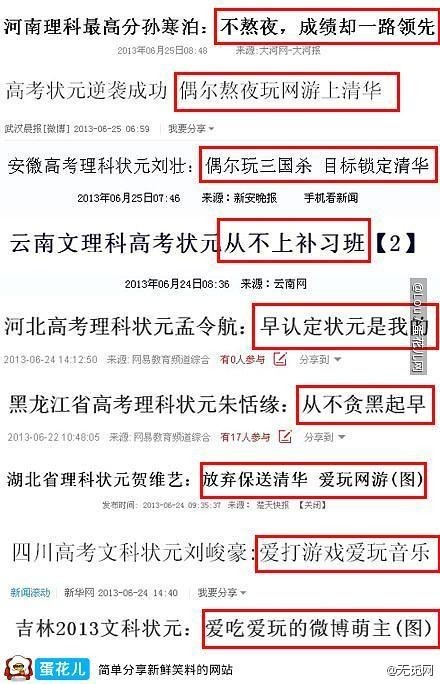 河南理科最高分孙寒泊：不熬夜，成绩却一路领先
2013年06月25日08:48 来源：大河网-大河报
高考状元逆袭成功 偶尔熬夜玩网游上清华
武汉晨报[微博] 2013-06-25 06:59 我要分享
安徽高考理科状元刘壮：偶尔玩三国杀 目标锁定清华
2013年06月25日07:46 来源：新安晚报 手机看新闻
云南文理科高考状元从不上补习班【2】
2013年06月24日08:36 来源：云南网
河北高考理科状元孟令航：早认定状元是我的
2013-06-24 14:12:50 来源: 网易教育频道综合 有0人参与 分享到
黑龙江省高考理科状元朱恬缘：从不贪黑起早
2013-06-22 10:48:05 来源: 网易教育频道综合 有17人参与 分享到
湖北省理科状元贺维艺：放弃保送清华 爱玩网游(图)
发布时间：2013-06-24 09:35:37 来源： 楚天快报 【关闭】
四川高考文科状元刘峻豪:爱打游戏爱玩音乐
新闻滚动 新华网 2013-06-24 14:40 我要分享
吉林2013文科状元：爱吃爱玩的微博萌主(图)
蛋花儿 简单分享新鲜笑料的网站
@无觅网